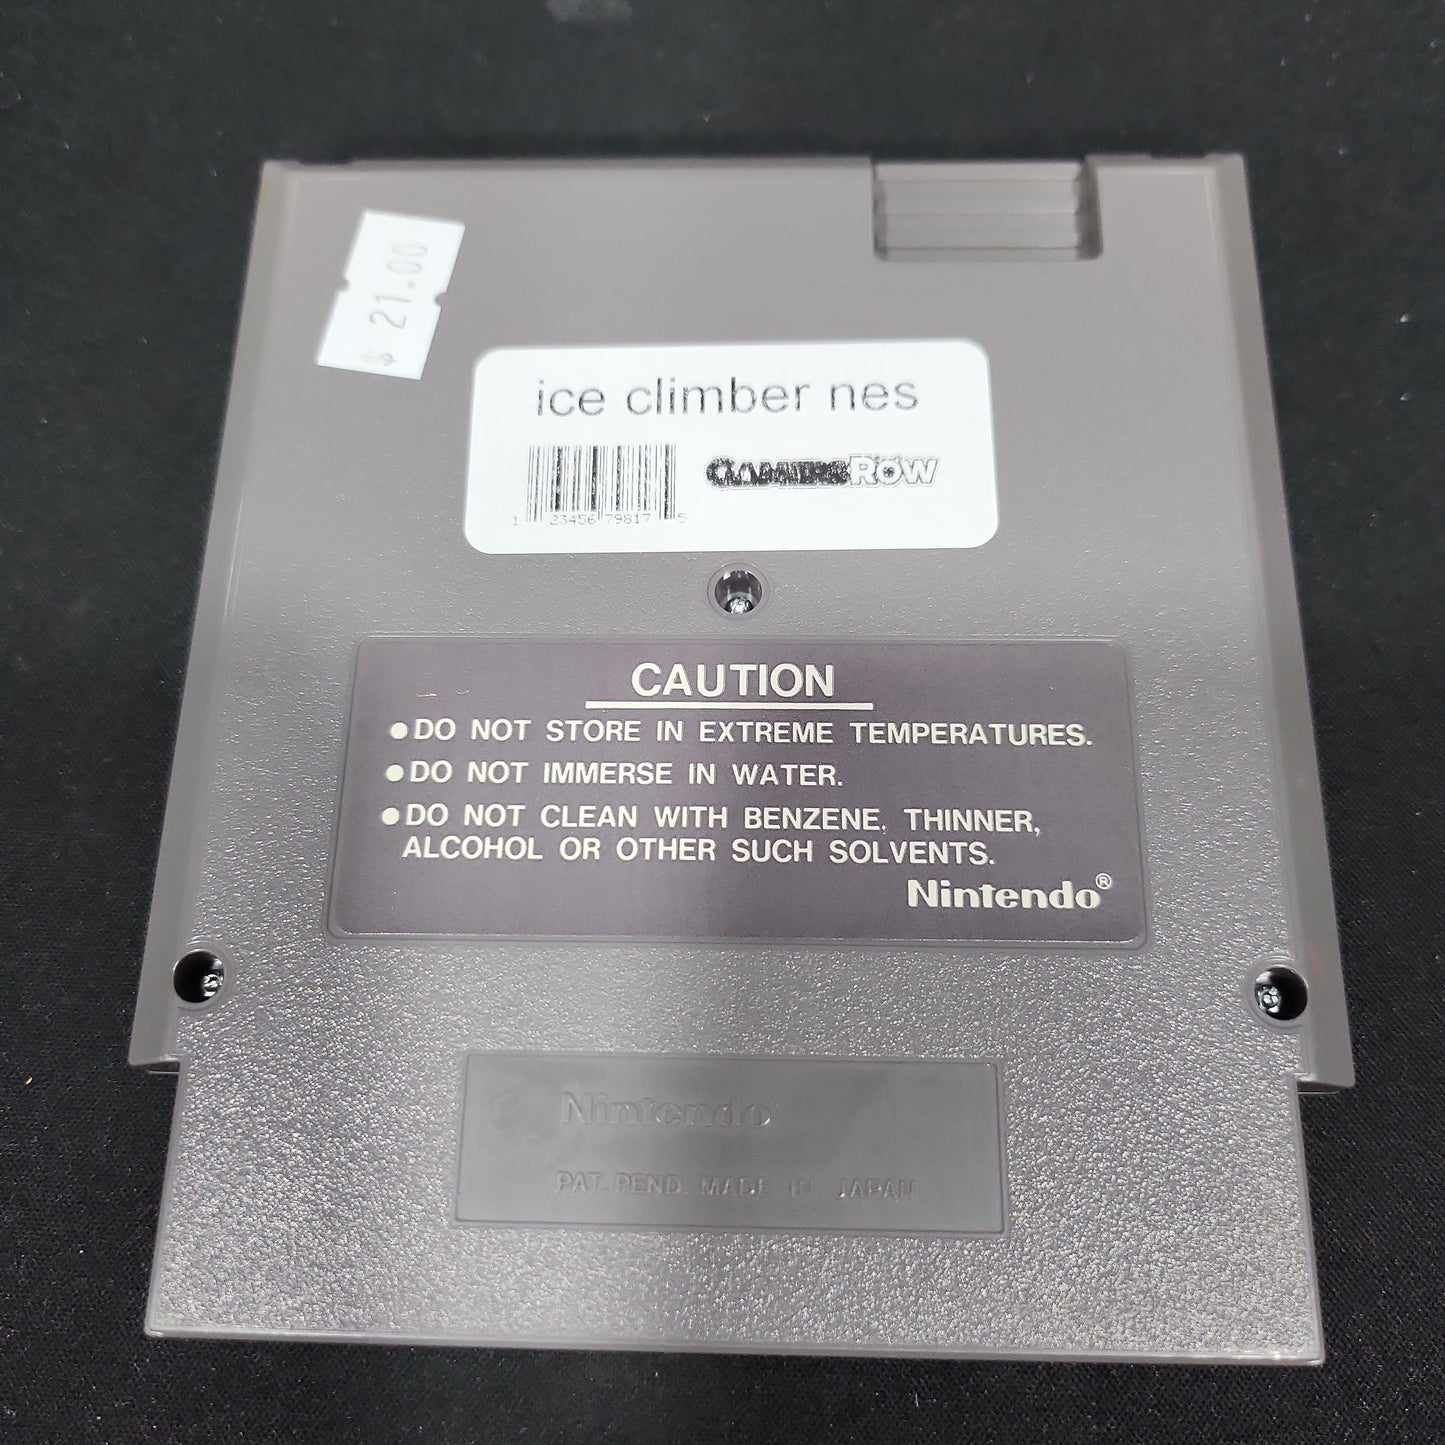 $ 21.00
ice climber nes
GAMERS ROW
1 23456 79817 5
CAUTION
●DO NOT STORE IN EXTREME TEMPERATURES.
●DO NOT IMMERSE IN WATER.
●DO NOT CLEAN WITH BENZENE, THINNER,
ALCOHOL OR OTHER SUCH SOLVENTS.
Nintendo®
Nintendo
PAT. PEND. MADE IN JAPAN